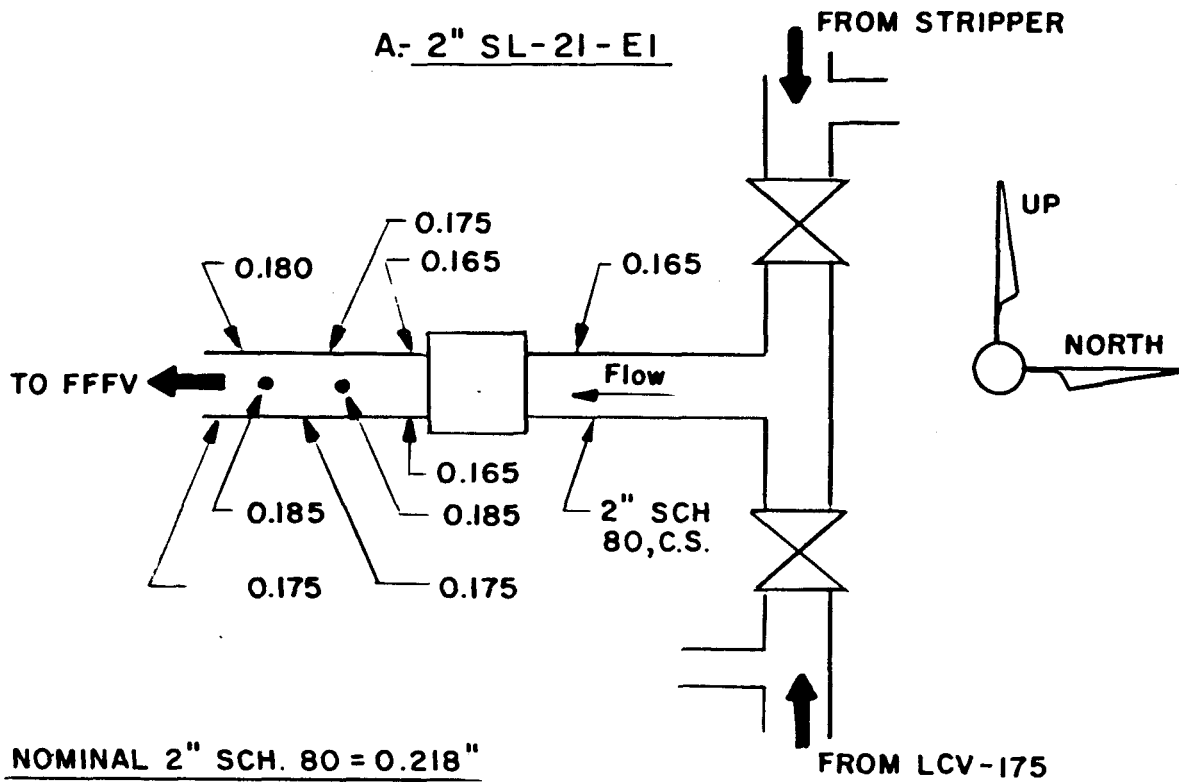 FROM STRIPPER
A.- 2" SL-21-E1
UP
0.175
0.180
0.165
0.165
NORTH
TO FFFV
Flow
0.165
0.185
0.185
2" SCH
80, C.S.
0.175
0.175
NOMINAL 2" SCH. 80 = 0.218"
FROM LCV-175